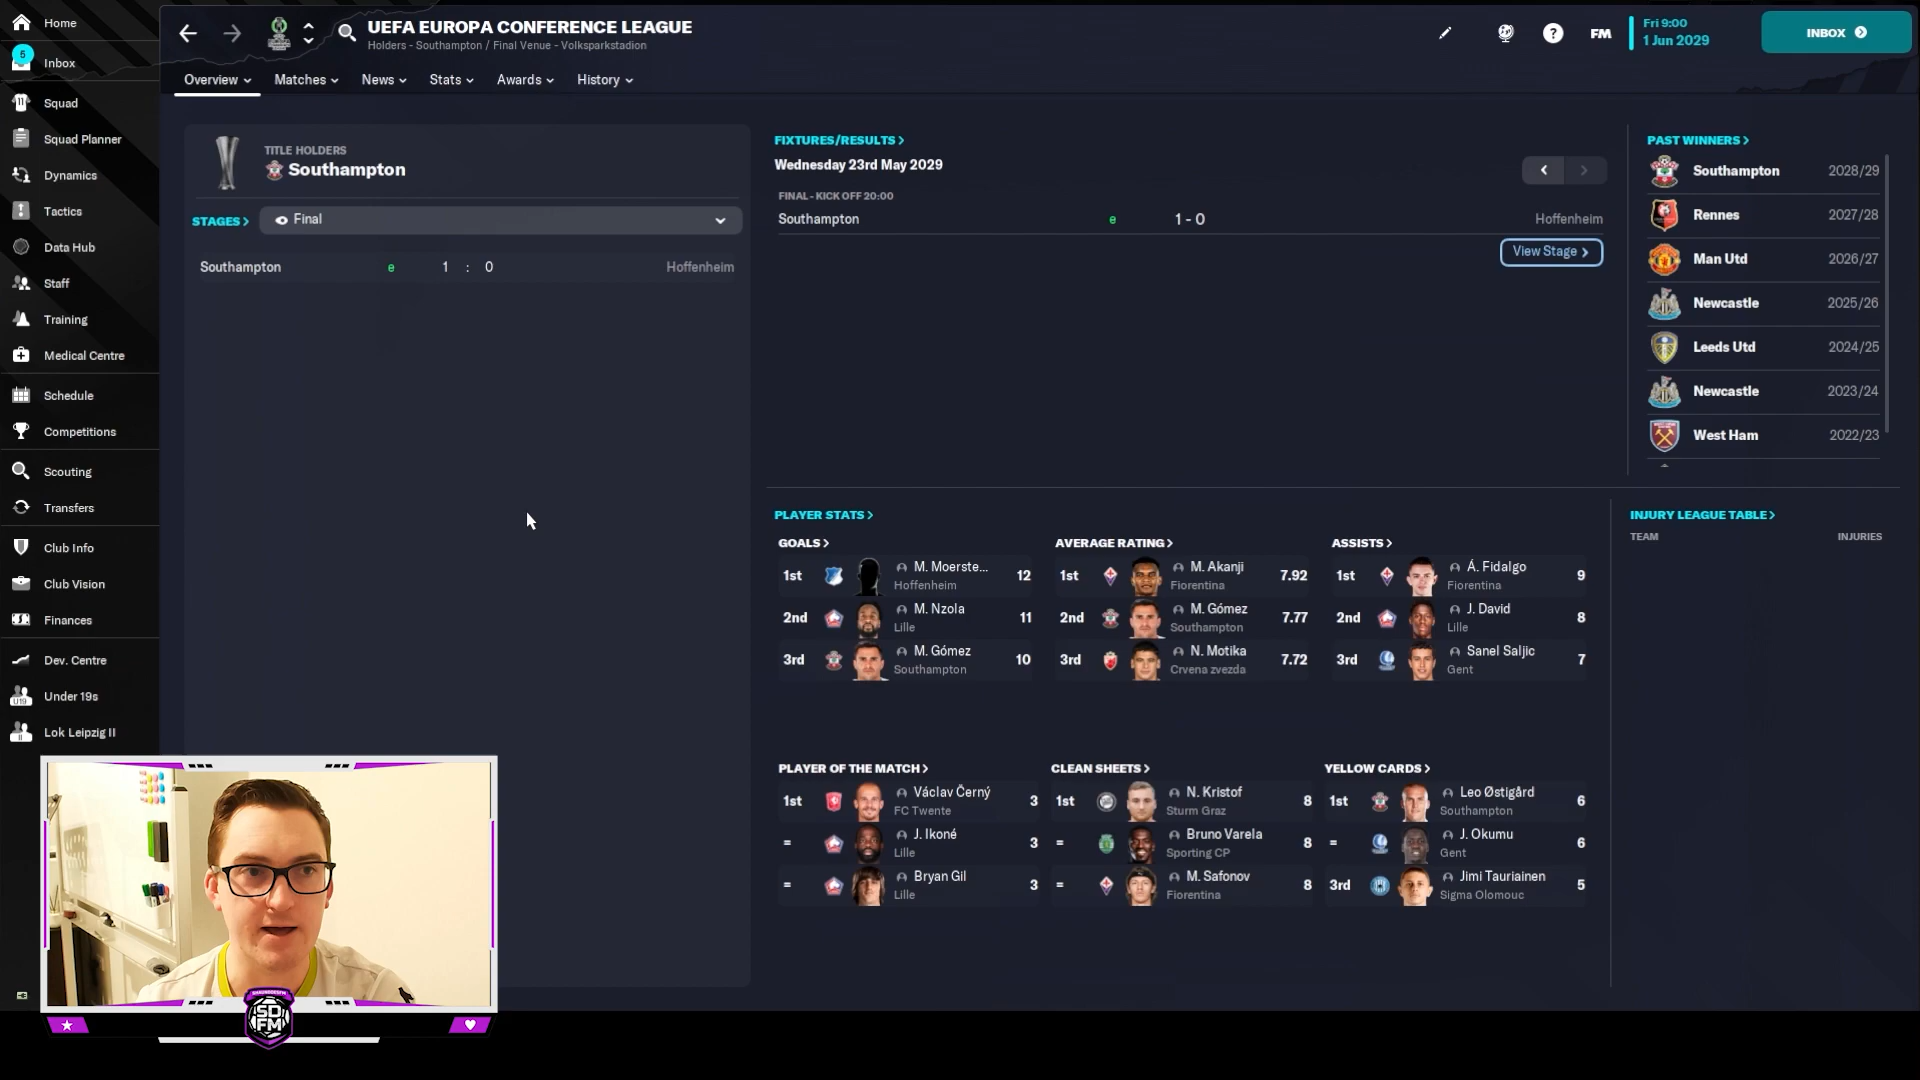 Home
5
Inbox
Squad
Squad Planner
Dynamics
Tactics
Data Hub
Staff
Training
Medical Centre
Schedule
Competitions
Scouting
Transfers
Club Info
Club Vision
Finances
Dev. Centre
U19
Under 19s
II
Lok Leipzig II
UEFA EUROPA CONFERENCE LEAGUE
Holders - Southampton / Final Venue - Volksparkstadion
?
FM
Fri 9:00
1 Jun 2029
INBOX
Overview
Matches
News
Stats
Awards
History
TITLE HOLDERS
Southampton
STAGES >
Final
Southampton e 1 : 0 Hoffenheim
FIXTURES/RESULTS >
Wednesday 23rd May 2029
FINAL - KICK OFF 20:00
Southampton e 1 - 0 Hoffenheim
View Stage >
PAST WINNERS >
Southampton 2028/29
Rennes 2027/28
Man Utd 2026/27
Newcastle 2025/26
Leeds Utd 2024/25
Newcastle 2023/24
West Ham 2022/23
PLAYER STATS >
GOALS >
1st M. Moerste... 12
Hoffenheim
2nd M. Nzola 11
Lille
3rd M. Gómez 10
Southampton
AVERAGE RATING >
1st M. Akanji 7.92
Fiorentina
2nd M. Gómez 7.77
Southampton
3rd N. Motika 7.72
Crvena zvezda
ASSISTS >
1st Á. Fidalgo 9
Fiorentina
2nd J. David 8
Lille
3rd Sanel Saljic 7
Gent
INJURY LEAGUE TABLE >
TEAM INJURIES
PLAYER OF THE MATCH >
1st Václav Černý 3
FC Twente
= J. Ikoné 3
Lille
= Bryan Gil 3
Lille
CLEAN SHEETS >
1st N. Kristof 8
Sturm Graz
= Bruno Varela 8
Sporting CP
= M. Safonov 8
Fiorentina
YELLOW CARDS >
1st Leo Østigård 6
Southampton
= J. Okumu 6
Gent
3rd Jimi Tauriainen 5
Sigma Olomouc
SD
FM